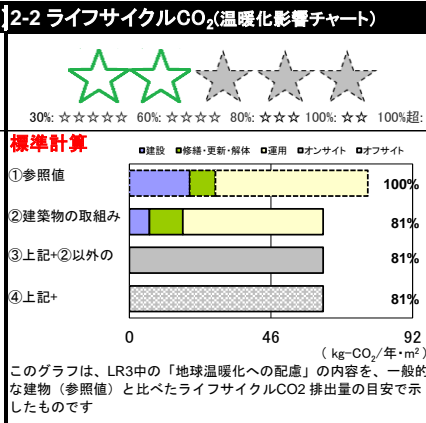 2-2 ライフサイクルCO2(温暖化影響チャート)
30%: ☆☆☆☆☆ 60%: ☆☆☆☆ 80%: ☆☆☆ 100%: ☆☆ 100%超:
標準計算
■建設 ■修繕・更新・解体 □運用 ■オンサイト ■オフサイト
①参照値 100%
②建築物の取組み 81%
③上記+②以外の 81%
④上記+ 81%
0 46 92
( kg-CO2/年・m² )
このグラフは、LR3中の「地球温暖化への配慮」の内容を、一般的
な建物（参照値）と比べたライフサイクルCO2 排出量の目安で示
したものです